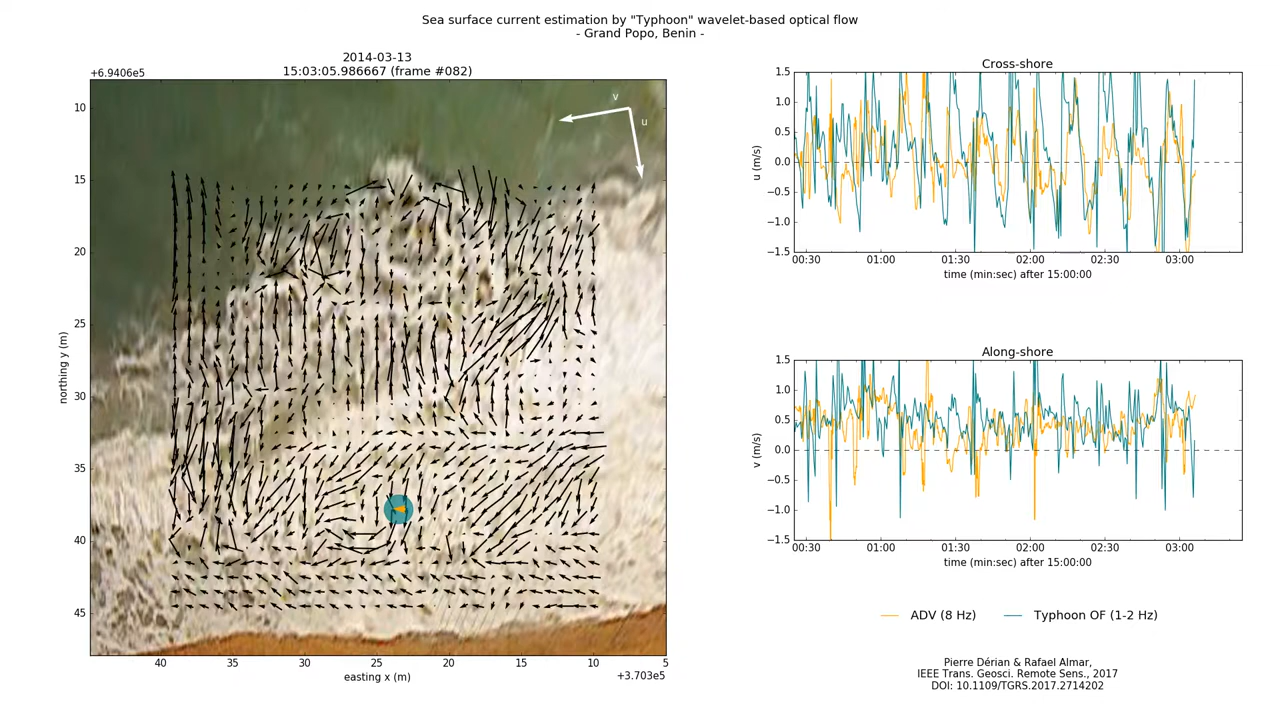 Sea surface current estimation by "Typhoon" wavelet-based optical flow
- Grand Popo, Benin -
2014-03-13
15:03:05.986667 (frame #082)
+6.9406e5
10
15
20
25
30
35
40
45
northing y (m)
v
u
40
35
30
25
20
15
10
5
easting x (m)
+3.703e5
Cross-shore
1.5
1.0
0.5
0.0
−0.5
−1.0
−1.5
u (m/s)
00:30
01:00
01:30
02:00
02:30
03:00
time (min:sec) after 15:00:00
Along-shore
1.5
1.0
0.5
0.0
−0.5
−1.0
−1.5
v (m/s)
00:30
01:00
01:30
02:00
02:30
03:00
time (min:sec) after 15:00:00
ADV (8 Hz)
Typhoon OF (1-2 Hz)
Pierre Dérian & Rafael Almar,
IEEE Trans. Geosci. Remote Sens., 2017
DOI: 10.1109/TGRS.2017.2714202